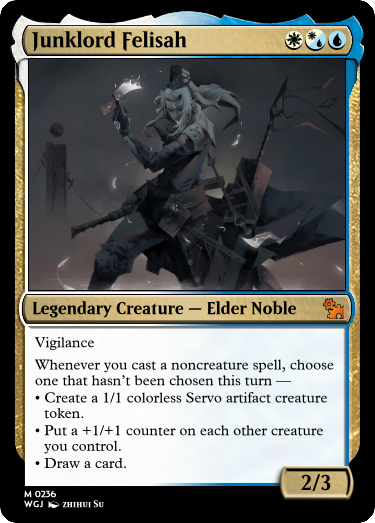 Junklord Felisah
Legendary Creature — Elder Noble
Vigilance
Whenever you cast a noncreature spell, choose
one that hasn't been chosen this turn —
• Create a 1/1 colorless Servo artifact creature
token.
• Put a +1/+1 counter on each other creature
you control.
• Draw a card.
2/3
M 0236
WGJ zhihui Su